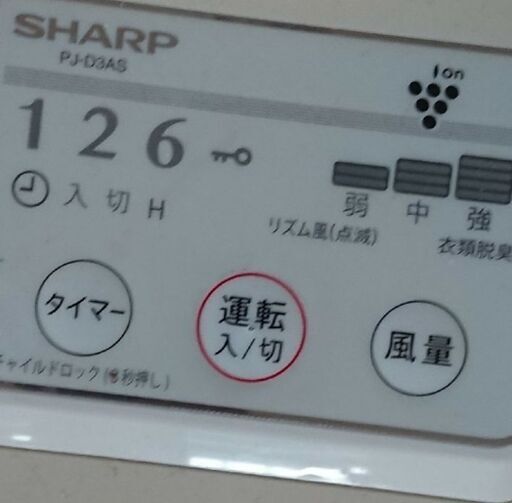 SHARP
PJ-D3AS
Ion
1 2 6
入 切 H
弱 中 強
リズム風(点滅)
衣類脱臭
タイマー
運転
入/切
風量
チャイルドロック(秒押し)